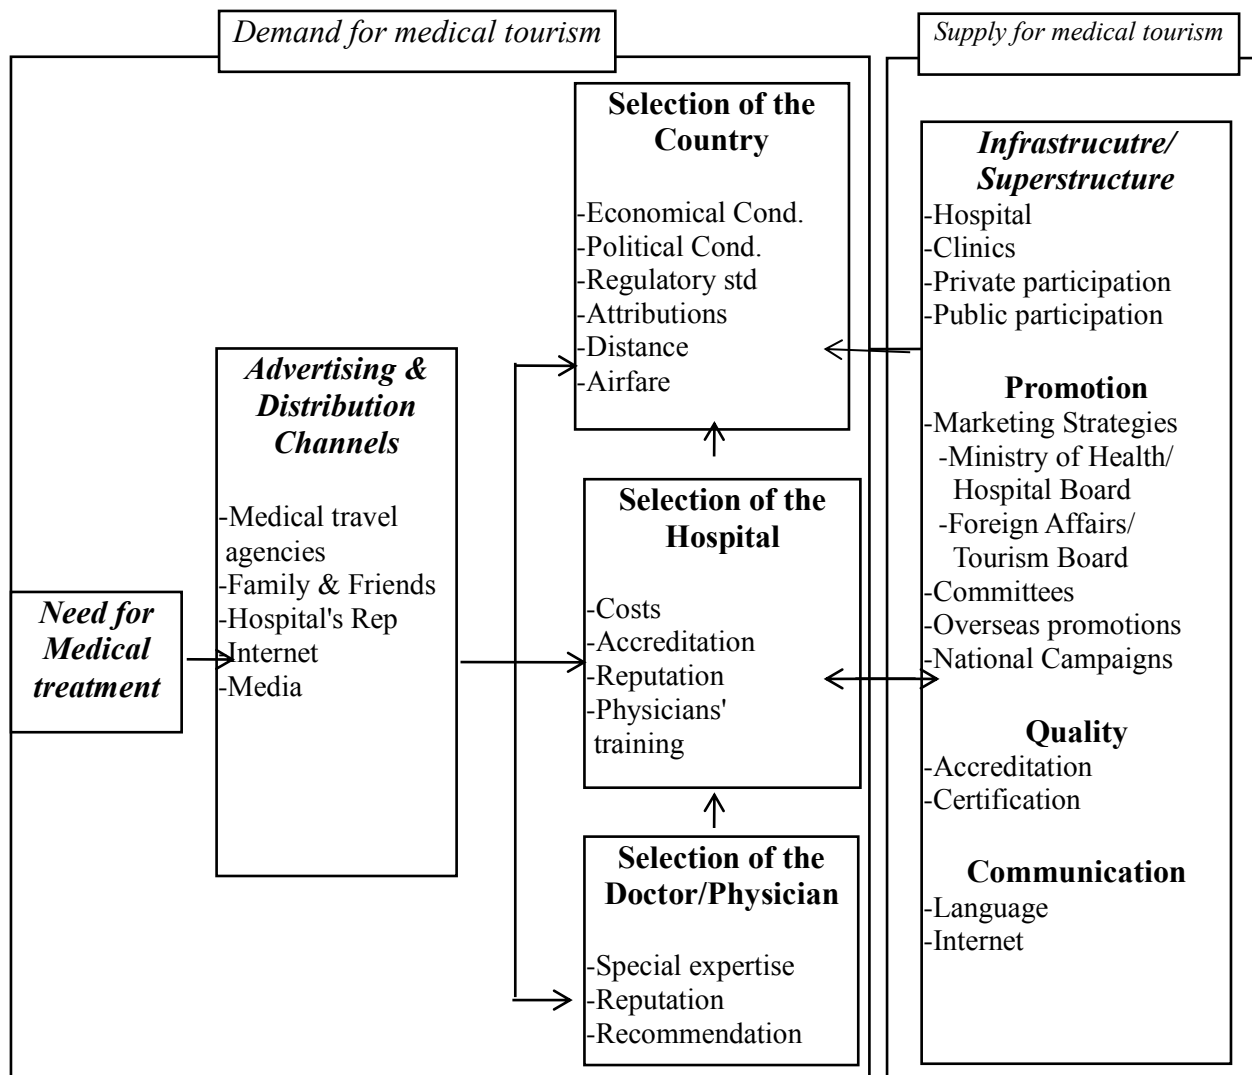 Demand for medical tourism
Supply for medical tourism
Need for
Medical
treatment
Advertising &
Distribution
Channels
-Medical travel
agencies
-Family & Friends
-Hospital's Rep
-Internet
-Media
Selection of the
Country
-Economical Cond.
-Political Cond.
-Regulatory std
-Attributions
-Distance
-Airfare
Selection of the
Hospital
-Costs
-Accreditation
-Reputation
-Physicians'
training
Selection of the
Doctor/Physician
-Special expertise
-Reputation
-Recommendation
Infrastrucutre/
Superstructure
-Hospital
-Clinics
-Private participation
-Public participation
Promotion
-Marketing Strategies
-Ministry of Health/
Hospital Board
-Foreign Affairs/
Tourism Board
-Committees
-Overseas promotions
-National Campaigns
Quality
-Accreditation
-Certification
Communication
-Language
-Internet